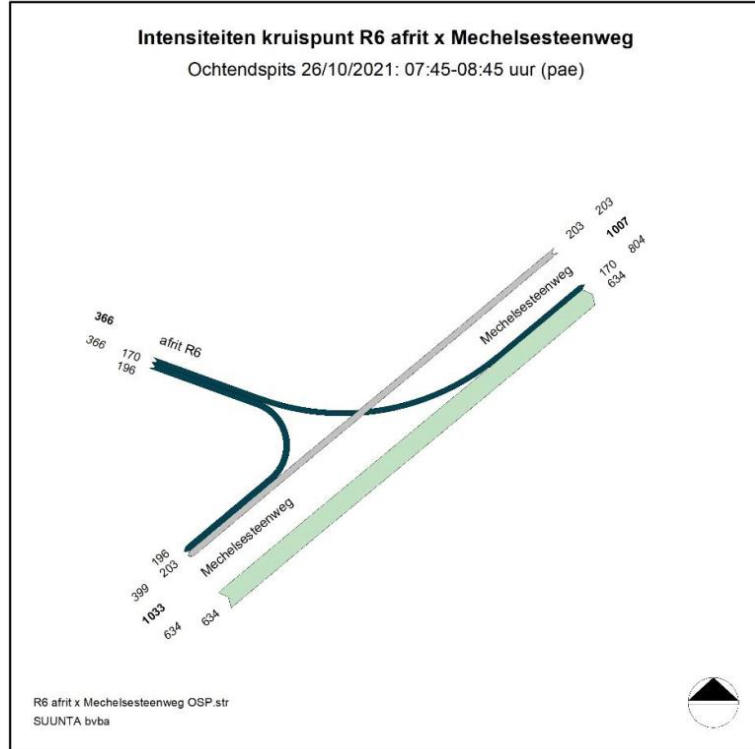 Intensiteiten kruispunt R6 afrit x Mechelsesteenweg
Ochtendspits 26/10/2021: 07:45-08:45 uur (pae)
203
203
1007
804
170
634
Mechelsesteenweg
366
366
170
196
afrit R6
196
203
399
1033
634
634
Mechelsesteenweg
R6 afrit x Mechelsesteenweg OSP.str
SUUNTA bvba